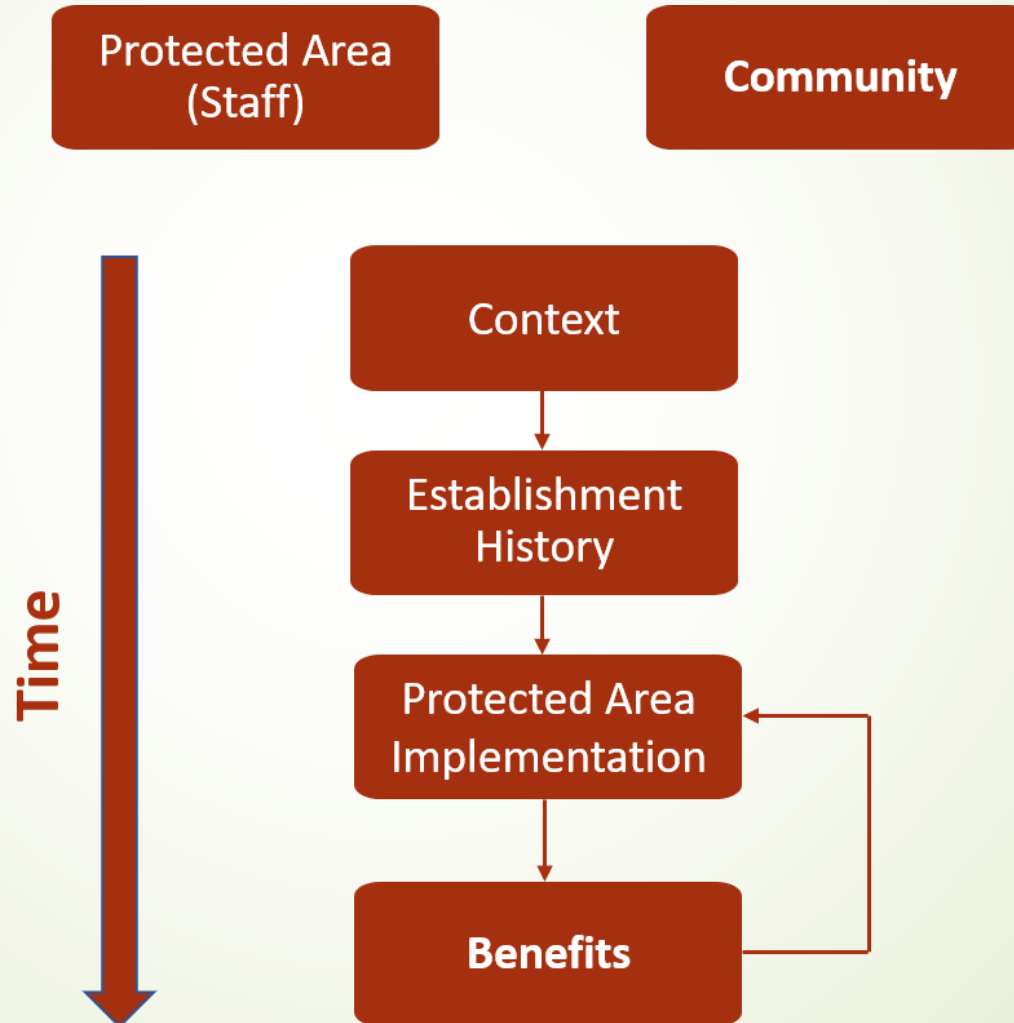 Protected Area
(Staff)
Community
Context
Establishment
History
Time
Protected Area
Implementation
Benefits